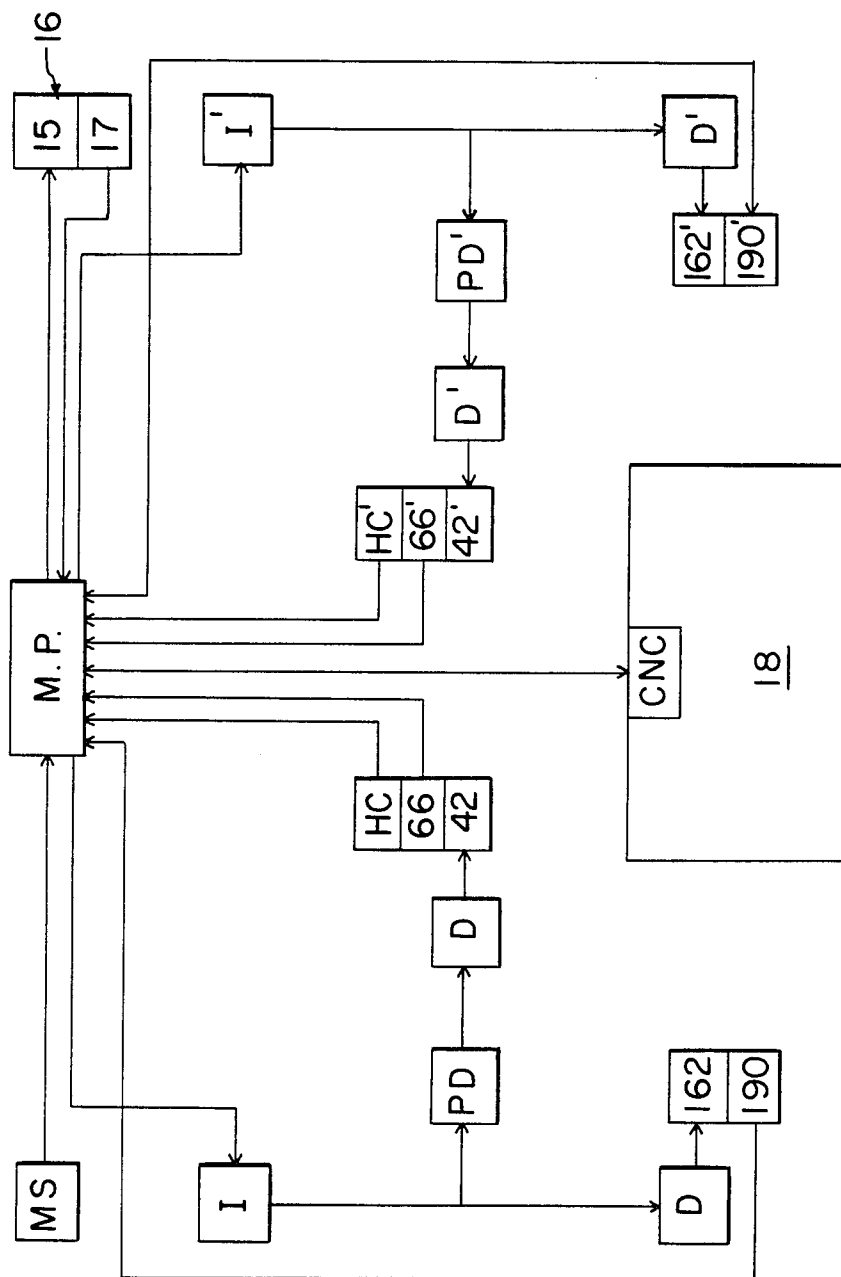 MS
M.P.
15
17
16
I
I'
PD
D
HC
66
42
HC'
66'
42'
D'
PD'
D
162
190
CNC
18
D'
162'
190'